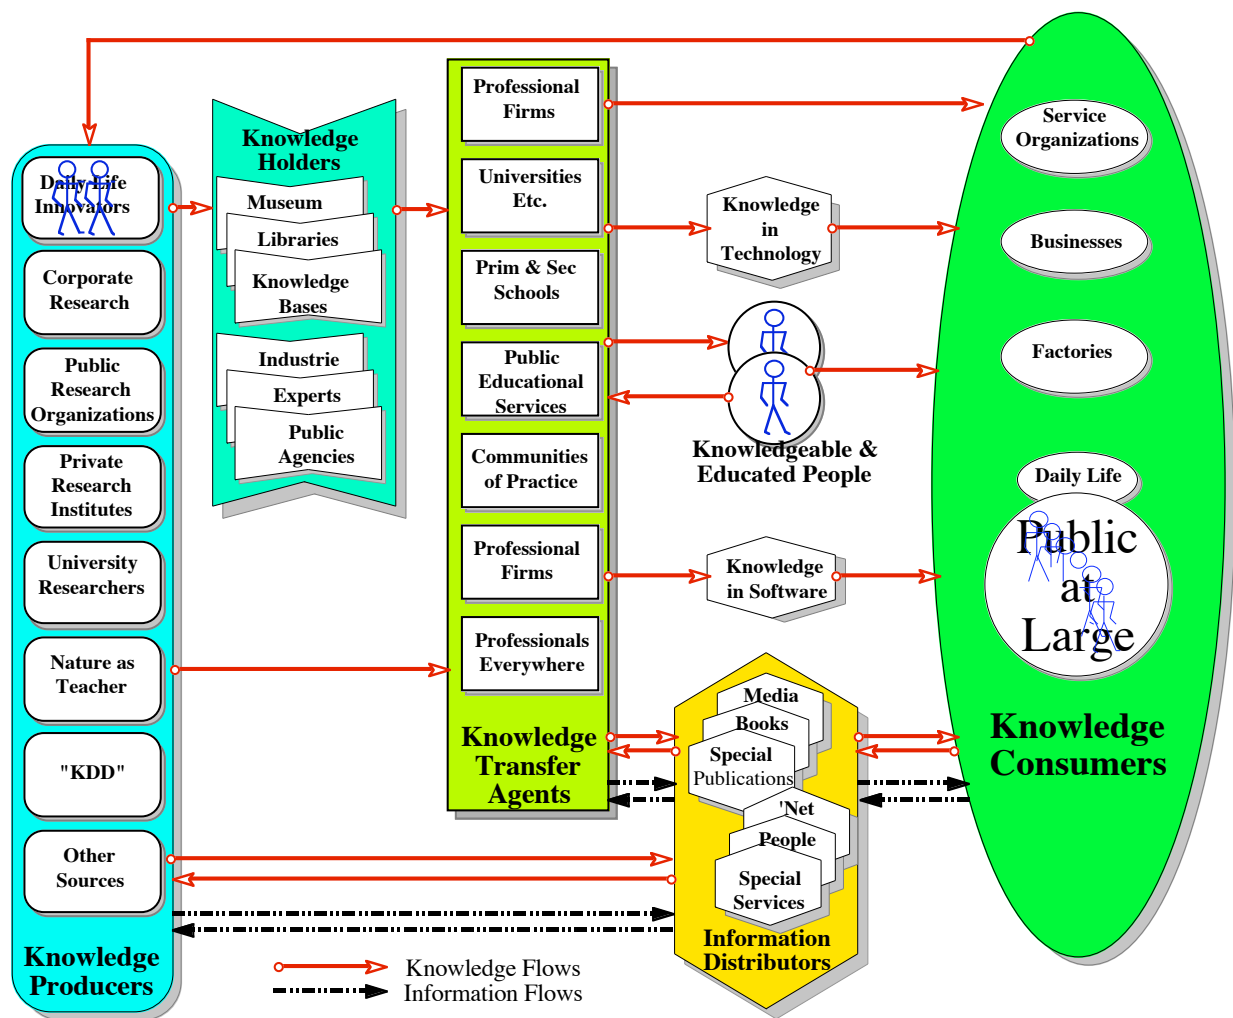 Daily Life
Innovators
Corporate
Research
Public
Research
Organizations
Private
Research
Institutes
University
Researchers
Nature as
Teacher
"KDD"
Other
Sources
Knowledge
Producers
Knowledge
Holders
Museum
Libraries
Knowledge
Bases
Industrie
Experts
Public
Agencies
Professional
Firms
Universities
Etc.
Prim & Sec
Schools
Public
Educational
Services
Communities
of Practice
Professional
Firms
Professionals
Everywhere
Knowledge
Transfer
Agents
Knowledge
in
Technology
Knowledgeable &
Educated People
Knowledge
in Software
Media
Books
Special
Publications
'Net
People
Special
Services
Information
Distributors
Service
Organizations
Businesses
Factories
Daily Life
Public
at
Large
Knowledge
Consumers
Knowledge Flows
Information Flows